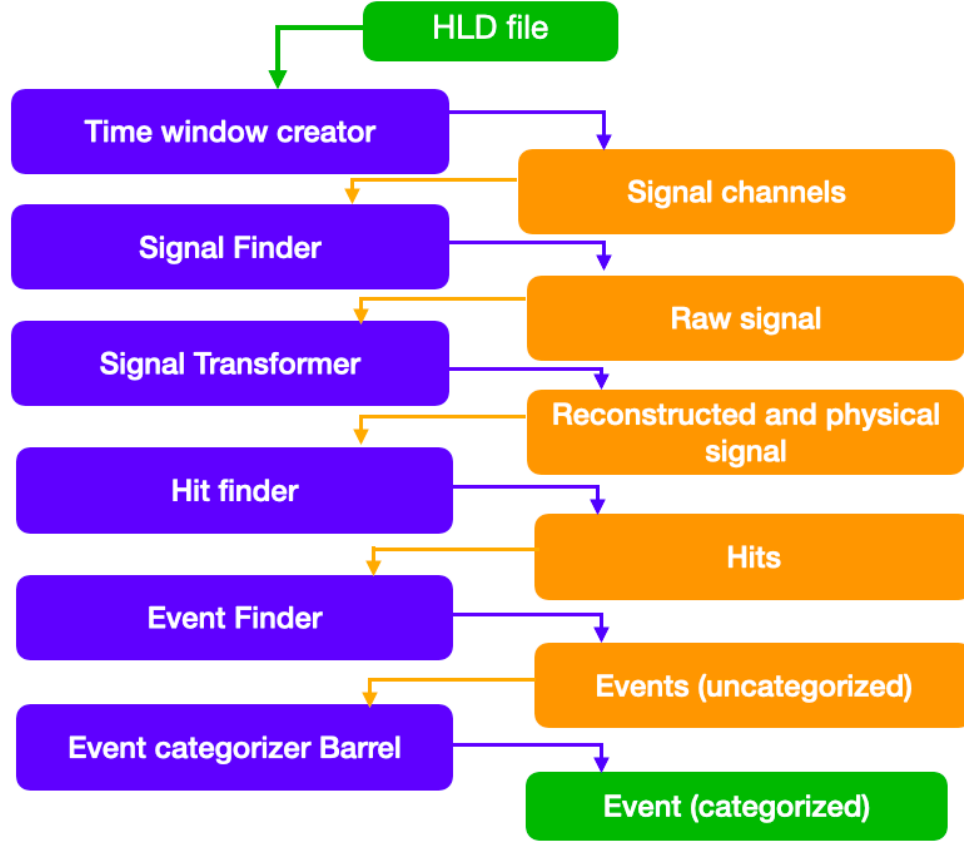 HLD file
Time window creator
Signal channels
Signal Finder
Raw signal
Signal Transformer
Reconstructed and physical
signal
Hit finder
Hits
Event Finder
Events (uncategorized)
Event categorizer Barrel
Event (categorized)